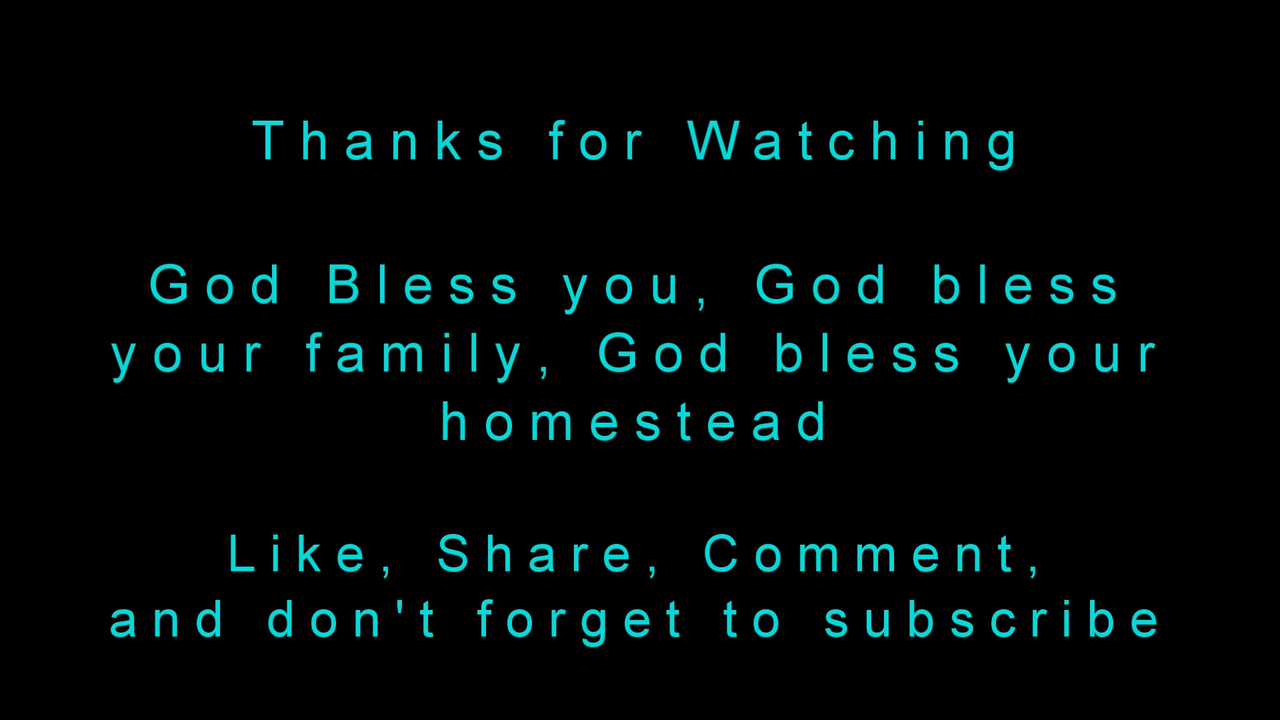 Thanks for Watching
God Bless you, God bless
your family, God bless your
homestead
Like, Share, Comment,
and don't forget to subscribe